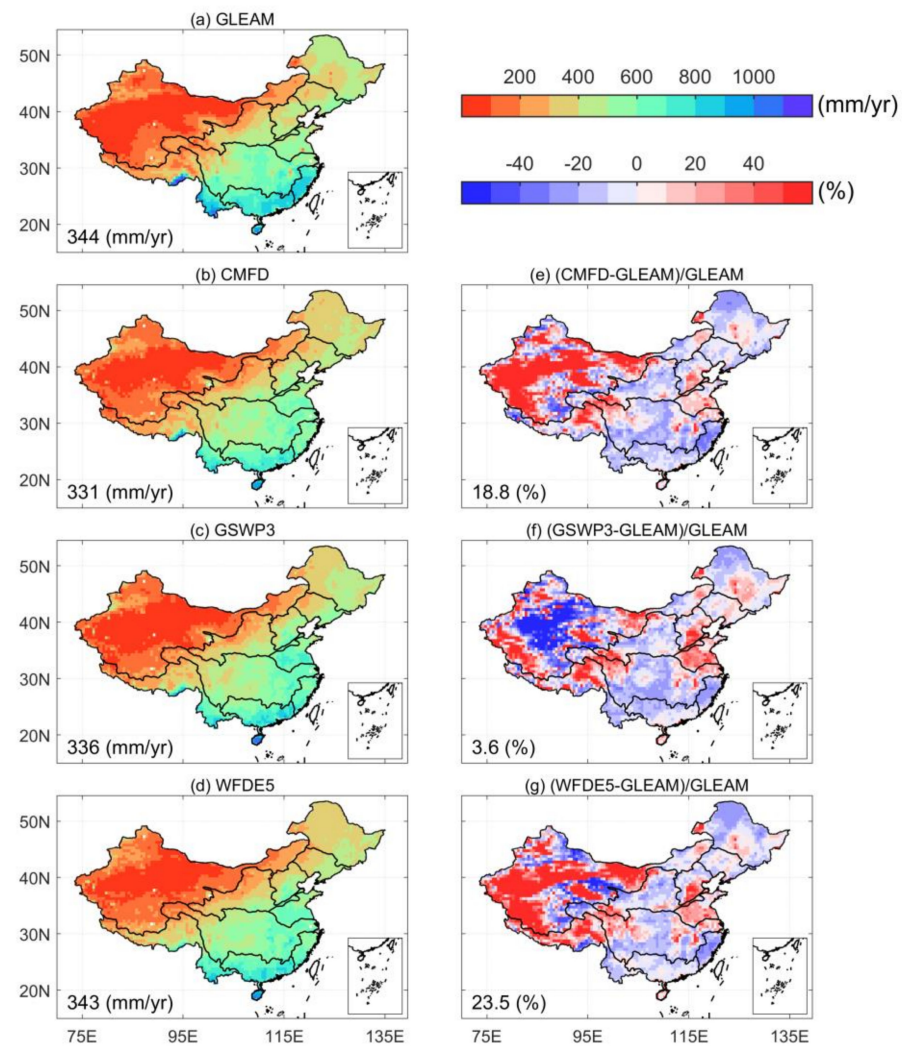 (a) GLEAM
50N
40N
30N
20N
344 (mm/yr)
200 400 600 800 1000
(mm/yr)
-40 -20 0 20 40
(%)
(b) CMFD
50N
40N
30N
20N
331 (mm/yr)
(e) (CMFD-GLEAM)/GLEAM
18.8 (%)
(c) GSWP3
50N
40N
30N
20N
336 (mm/yr)
(f) (GSWP3-GLEAM)/GLEAM
3.6 (%)
(d) WFDE5
50N
40N
30N
20N
343 (mm/yr)
75E 95E 115E 135E
(g) (WFDE5-GLEAM)/GLEAM
23.5 (%)
75E 95E 115E 135E